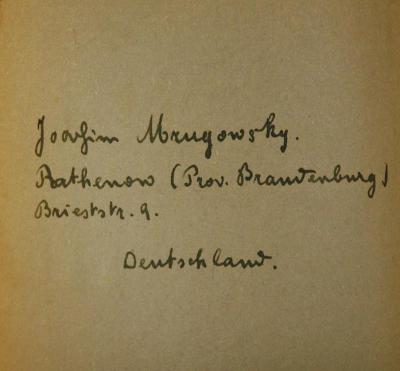 Joachim Mrugowsky.
Rathenow (Prov. Brandenburg)
Brieststr. 9.
Deutschland.